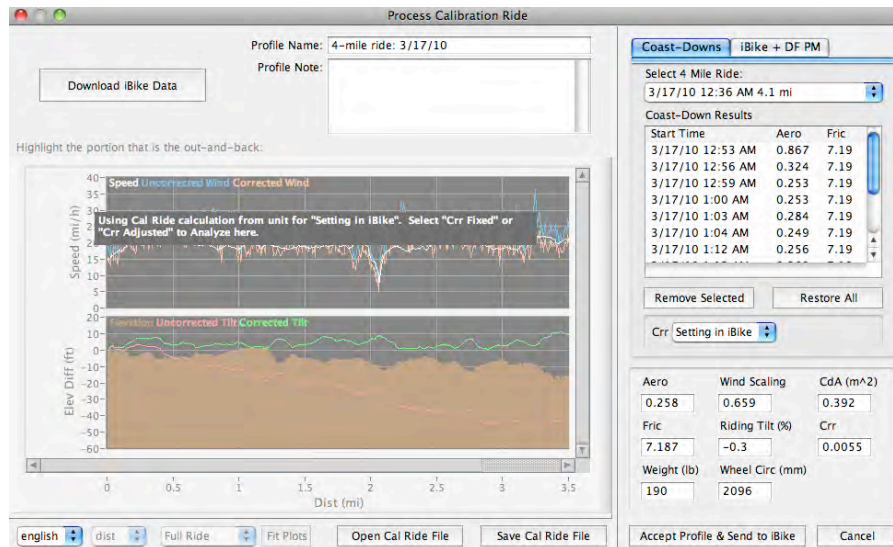 Process Calibration Ride
Profile Name: 4-mile ride: 3/17/10
Profile Note:
Download iBike Data
Highlight the portion that is the out-and-back:
Speed Uncorrected Wind Corrected Wind
Using Cal Ride calculation from unit for "Setting in iBike". Select "Crr Fixed" or
"Crr Adjusted" to Analyze here.
Speed (mi/h)
40
35
30
20
15
10
5
0
Elevation Uncorrected Tilt Corrected Tilt
Elev Diff (ft)
20
10
0
-10
-20
-30
-40
-50
-60
0 0.5 1 1.5 2 2.5 3 3.5
Dist (mi)
english dist Full Ride Fit Plots Open Cal Ride File Save Cal Ride File
Coast-Downs iBike + DF PM
Select 4 Mile Ride:
3/17/10 12:36 AM 4.1 mi
Coast-Down Results
Start Time Aero Fric
3/17/10 12:53 AM 0.867 7.19
3/17/10 12:56 AM 0.324 7.19
3/17/10 12:59 AM 0.253 7.19
3/17/10 1:00 AM 0.253 7.19
3/17/10 1:03 AM 0.284 7.19
3/17/10 1:04 AM 0.249 7.19
3/17/10 1:12 AM 0.256 7.19
Remove Selected Restore All
Crr Setting in iBike
Aero Wind Scaling CdA (m^2)
0.258 0.659 0.392
Fric Riding Tilt (%) Crr
7.187 -0.3 0.0055
Weight (lb) Wheel Circ (mm)
190 2096
Accept Profile & Send to iBike Cancel